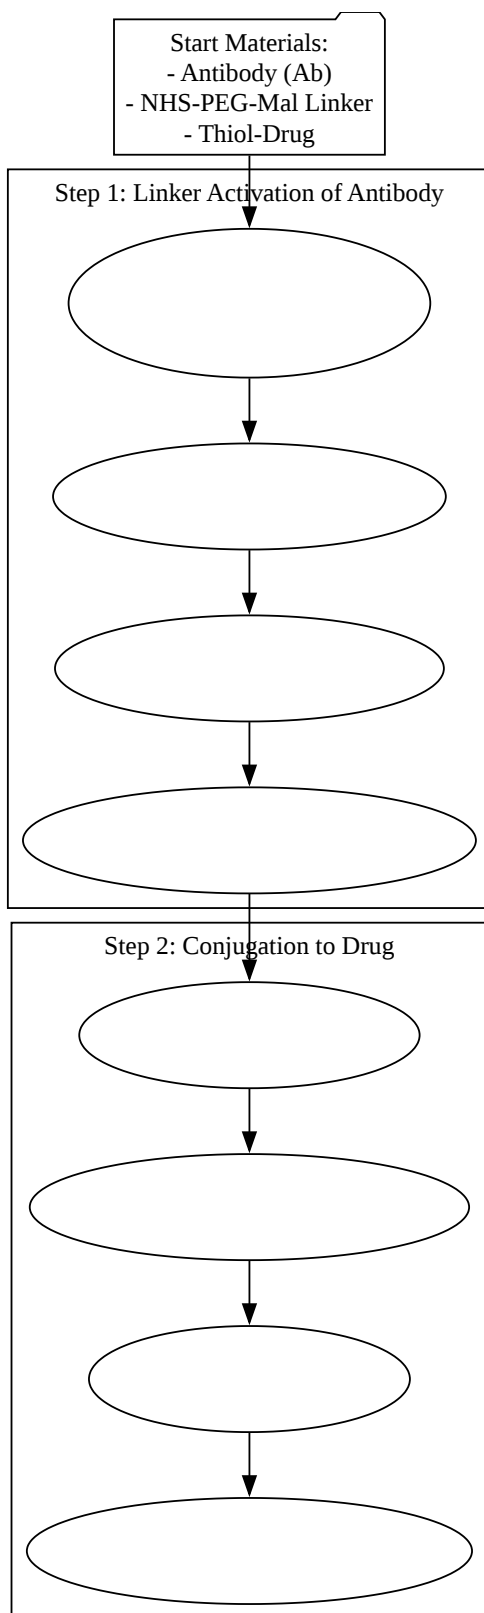 Start Materials:
- Antibody (Ab)
- NHS-PEG-Mal Linker
- Thiol-Drug
Step 1: Linker Activation of Antibody
Step 2: Conjugation to Drug